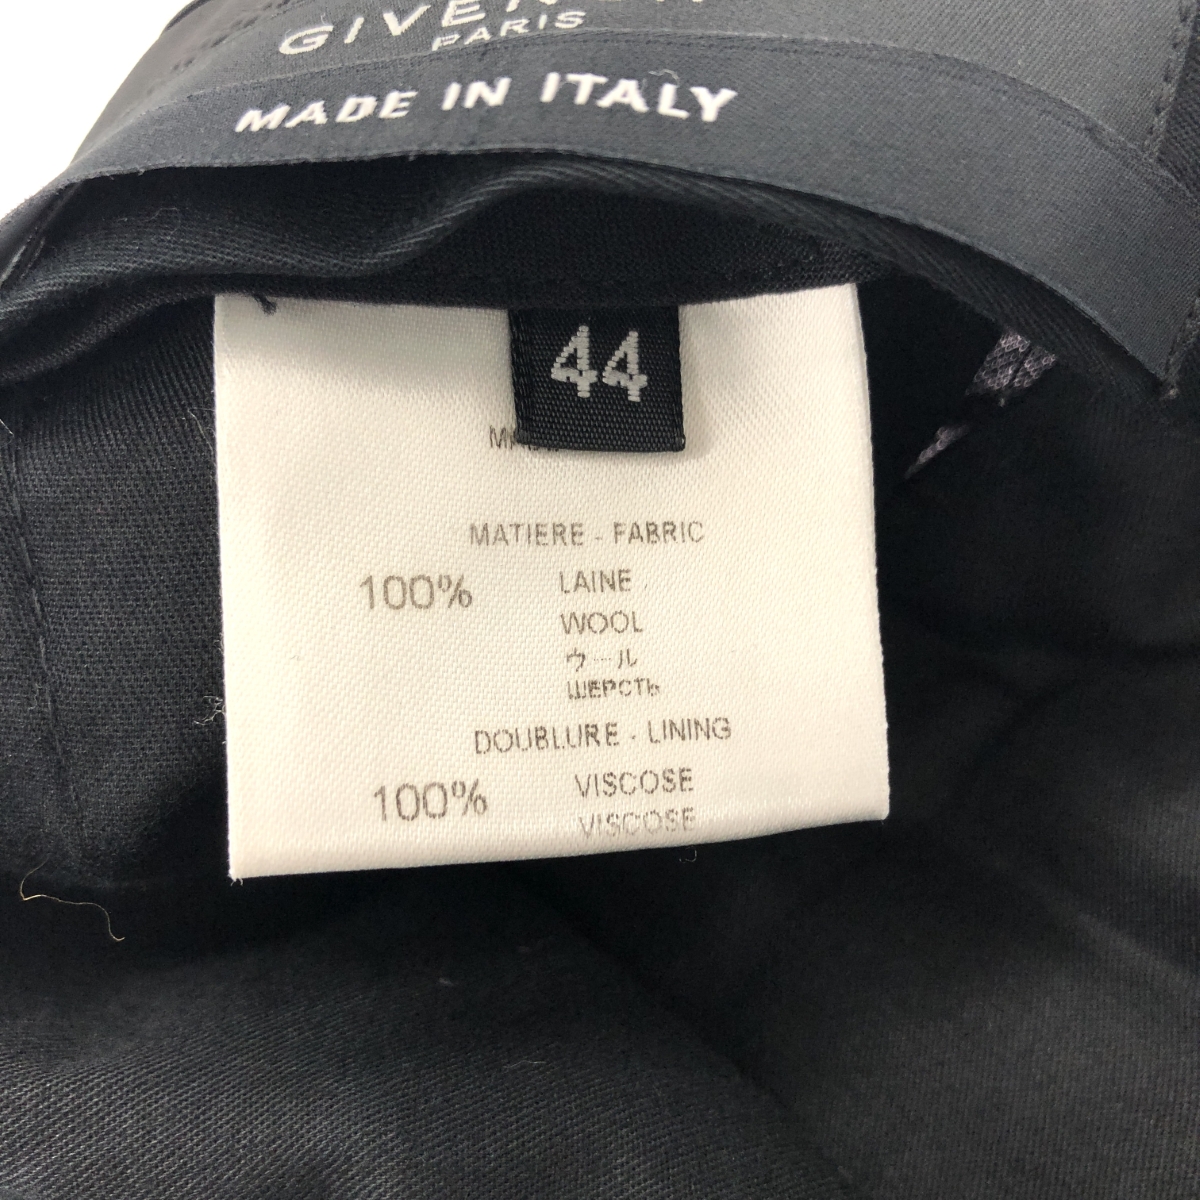 PARIS
MADE IN ITALY
44
MATIERE - FABRIC
100% LAINE
WOOL
ウール
ШЕРСТЬ
DOUBLURE - LINING
100% VISCOSE
VISCOSE